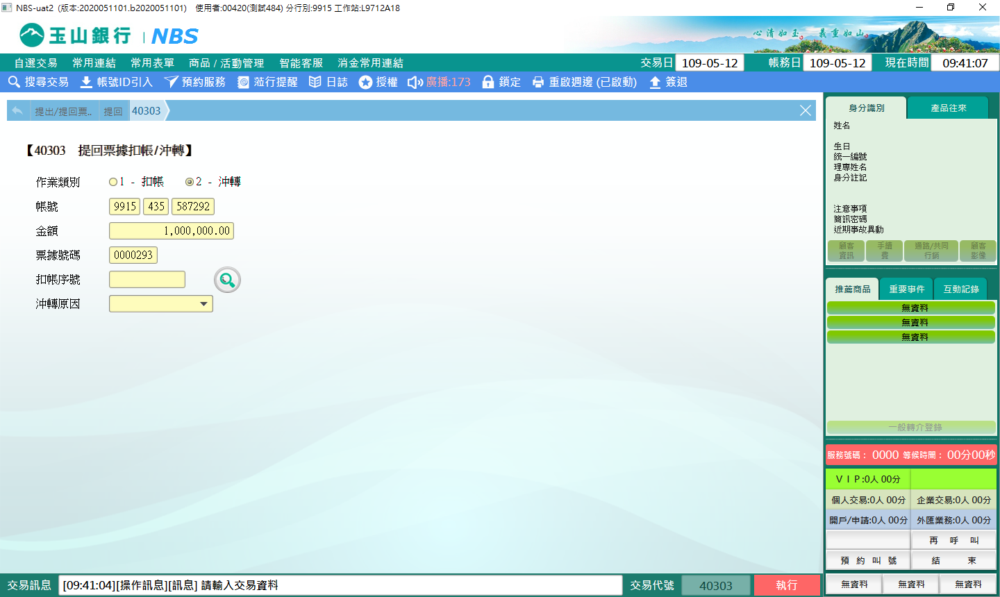 NBS-uat2 (版本:2020051101.b2020051101) 使用者:00420(測試484) 分行別:9915 工作站:L9712A18
玉山銀行 | NBS
心清如玉 義重如山
自選交易 常用連結 常用表單 商品/活動管理 智能客服 消金常用連結 交易日 109-05-12 帳務日 109-05-12 現在時間 09:41:07
搜尋交易 帳號ID引入 預約服務 蒞行提醒 日誌 授權 廣播:173 鎖定 重啟週邊 (已啟動) 簽退
提出/提回票.. 提回 40303
【40303 提回票據扣帳/沖轉】
作業類別 1 - 扣帳 2 - 沖轉
帳號 9915 435 587292
金額 1,000,000.00
票據號碼 0000293
扣帳序號
沖轉原因
身分識別 產品往來
姓名
生日
統一編號
理專姓名
身分註記
注意事項
簡訊密碼
近期事故異動
顧客資訊 手續費 通路/共同行銷 顧客影像
推薦商品 重要事件 互動記錄
無資料
無資料
無資料
一般轉介登錄
服務號碼: 0000 等候時間: 00分00秒
VIP:0人 00分
個人交易:0人 00分 企業交易:0人 00分
開戶/申請:0人 00分 外匯業務:0人 00分
再 呼 叫
預 約 叫 號 結 束
無資料 無資料 無資料
交易訊息 [09:41:04][操作訊息][訊息] 請輸入交易資料 交易代號 40303 執行